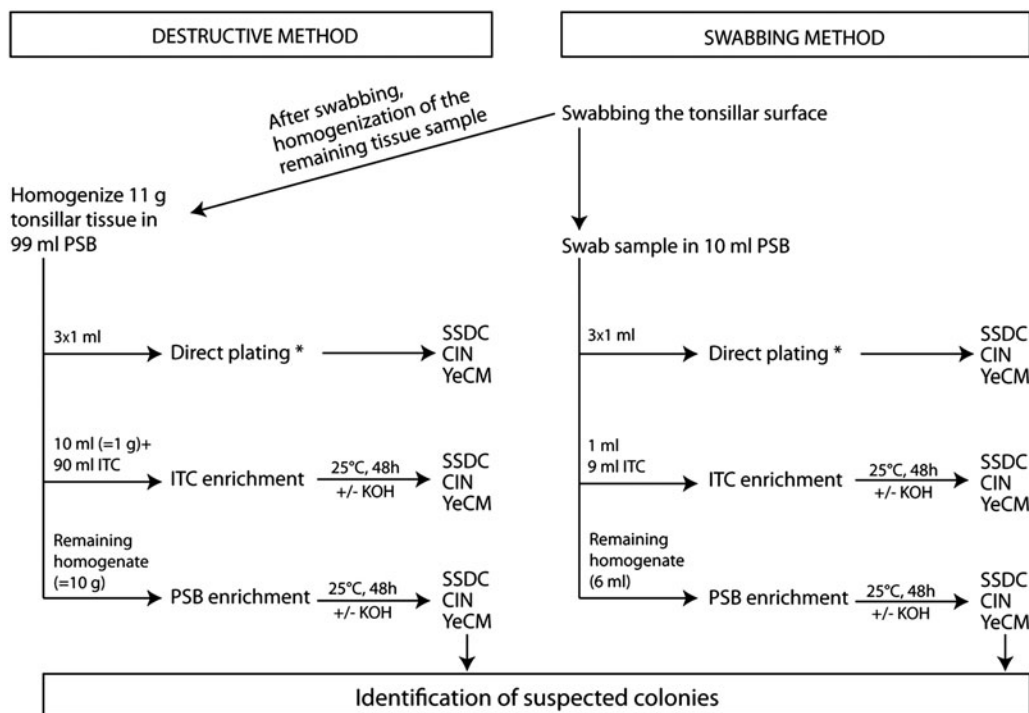 DESTRUCTIVE METHOD
SWABBING METHOD
After swabbing,
homogenization of the
remaining tissue sample
Swabbing the tonsillar surface
Homogenize 11 g
tonsillar tissue in
99 ml PSB
Swab sample in 10 ml PSB
3x1 ml
Direct plating *
SSDC
CIN
YeCM
10 ml (=1 g)+
90 ml ITC
ITC enrichment
25°C, 48h
+/- KOH
SSDC
CIN
YeCM
Remaining
homogenate
(=10 g)
PSB enrichment
25°C, 48h
+/- KOH
SSDC
CIN
YeCM
3x1 ml
Direct plating *
SSDC
CIN
YeCM
1 ml
9 ml ITC
ITC enrichment
25°C, 48h
+/- KOH
SSDC
CIN
YeCM
Remaining
homogenate
(6 ml)
PSB enrichment
25°C, 48h
+/- KOH
SSDC
CIN
YeCM
Identification of suspected colonies